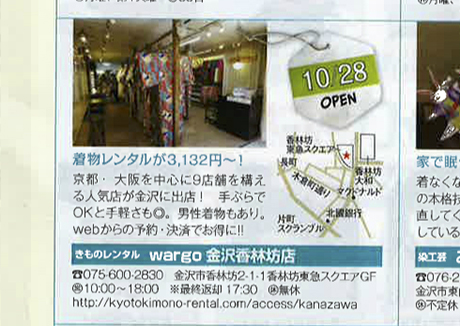 10/28
OPEN
香林坊
東急スクエア
長町
香林坊
大和
木倉町通り
マクドナルド
北國銀行
片町
スクランブル
着物レンタルが3,132円〜!
京都・大阪を中心に9店舗を構え
る人気店が金沢に出店! 手ぶらで
OKと手軽さも◎。男性着物もあり。
webからの予約・決済でお得に!!
きものレンタル wargo 金沢香林坊店
☎075-600-2830 金沢市香林坊2-1-1香林坊東急スクエアGF
㊖10:00〜18:00 ※最終返却 17:30 ㊡無休
http://kyotokimono-rental.com/access/kanazawa
家で眠
着なくな
の本格技
直してく
している
染工芸
☎076-2
金沢市東
㊡不定休